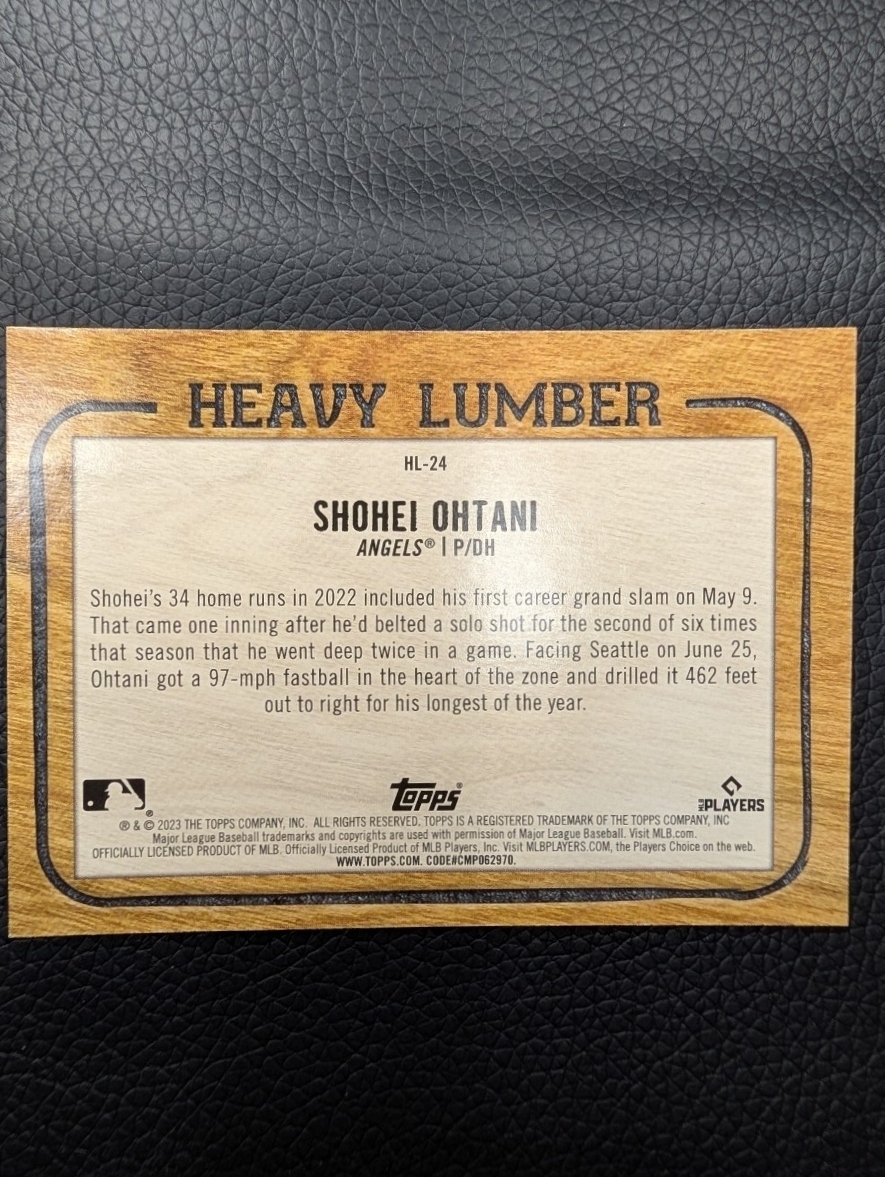 HEAVY LUMBER
HL-24
SHOHEI OHTANI
ANGELS® | P/DH
Shohei's 34 home runs in 2022 included his first career grand slam on May 9.
That came one inning after he'd belted a solo shot for the second of six times
that season that he went deep twice in a game. Facing Seattle on June 25,
Ohtani got a 97-mph fastball in the heart of the zone and drilled it 462 feet
out to right for his longest of the year.
®
Topps®
MLB PLAYERS
® & © 2023 THE TOPPS COMPANY, INC. ALL RIGHTS RESERVED. TOPPS IS A REGISTERED TRADEMARK OF THE TOPPS COMPANY, INC
Major League Baseball trademarks and copyrights are used with permission of Major League Baseball. Visit MLB.com.
OFFICIALLY LICENSED PRODUCT OF MLB. Officially Licensed Product of MLB Players, Inc. Visit MLBPLAYERS.COM, the Players Choice on the web.
WWW.TOPPS.COM. CODE#CMP062970.